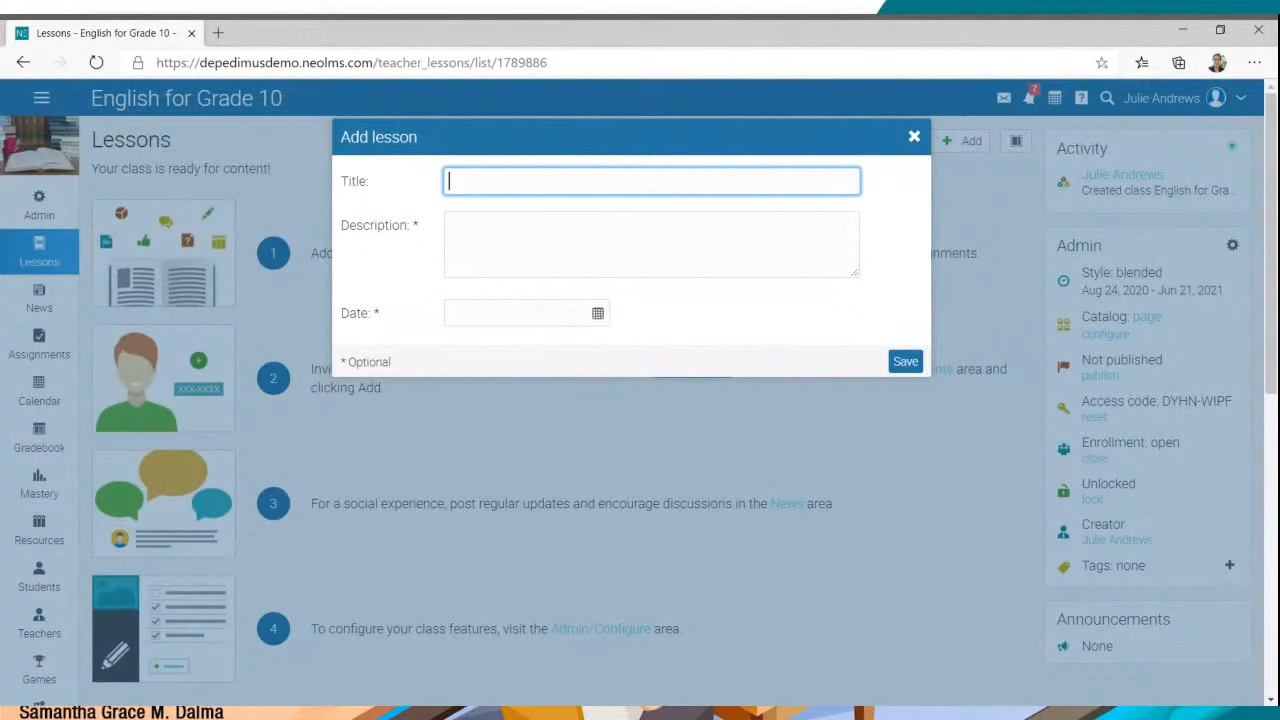 Lessons - English for Grade 10 -
https://depedimusdemo.neolms.com/teacher_lessons/list/1789886
English for Grade 10
7
Julie Andrews
Admin
Lessons
News
Assignments
Calendar
Gradebook
Mastery
Resources
Students
Teachers
Games
Lessons
Your class is ready for content!
Add
Add lesson
Title:
Description: *
Date: *
* Optional
Save
1
gnments.
2
area and
clicking Add.
XXX-XXXX
3
For a social experience, post regular updates and encourage discussions in the News area
4
To configure your class features, visit the Admin/Configure area.
Activity
Julie Andrews
Created class English for Gra..
Admin
Style: blended
Aug 24, 2020 - Jun 21, 2021
Catalog: page
configure
Not published
publish
Access code: DYHN-WIPF
reset
Enrollment: open
close
Unlocked
lock
Creator
Julie Andrews
Tags: none
Announcements
None
Samantha Grace M. Dalma